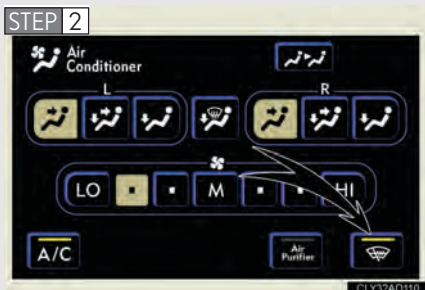 STEP 2
Air
Conditioner
L
R
LO
M
HI
A/C
Air
Purifier
CLY32AD110